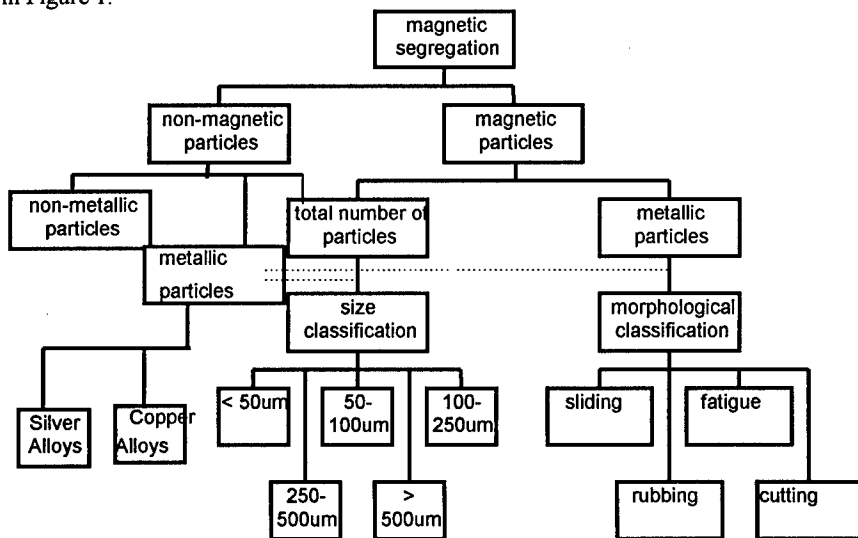 in Figure 1.
magnetic
segregation
non-magnetic
particles
magnetic
particles
non-metallic
particles
total number of
particles
metallic
particles
metallic
particles
size
classification
morphological
classification
< 50um
50-
100um
100-
250um
sliding
fatigue
Silver
Alloys
Copper
Alloys
250-
500um
>
500um
rubbing
cutting